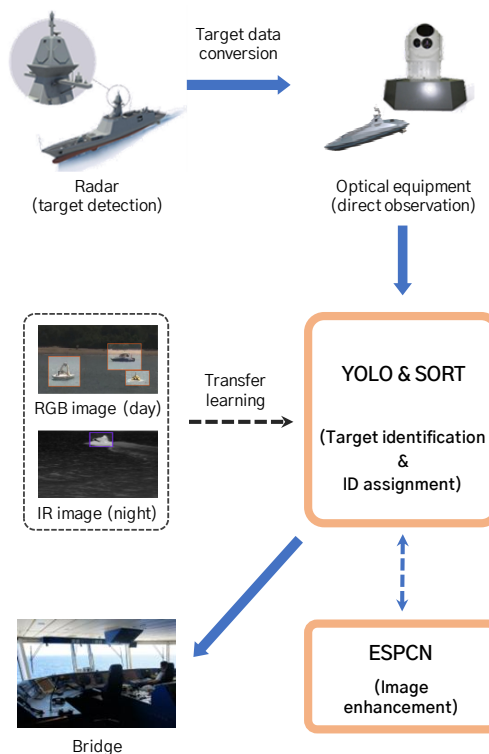 Target data
conversion
Radar
(target detection)
Optical equipment
(direct observation)
RGB image (day)
IR image (night)
Transfer
learning
YOLO & SORT
(Target identification
&
ID assignment)
ESPCN
(Image
enhancement)
Bridge